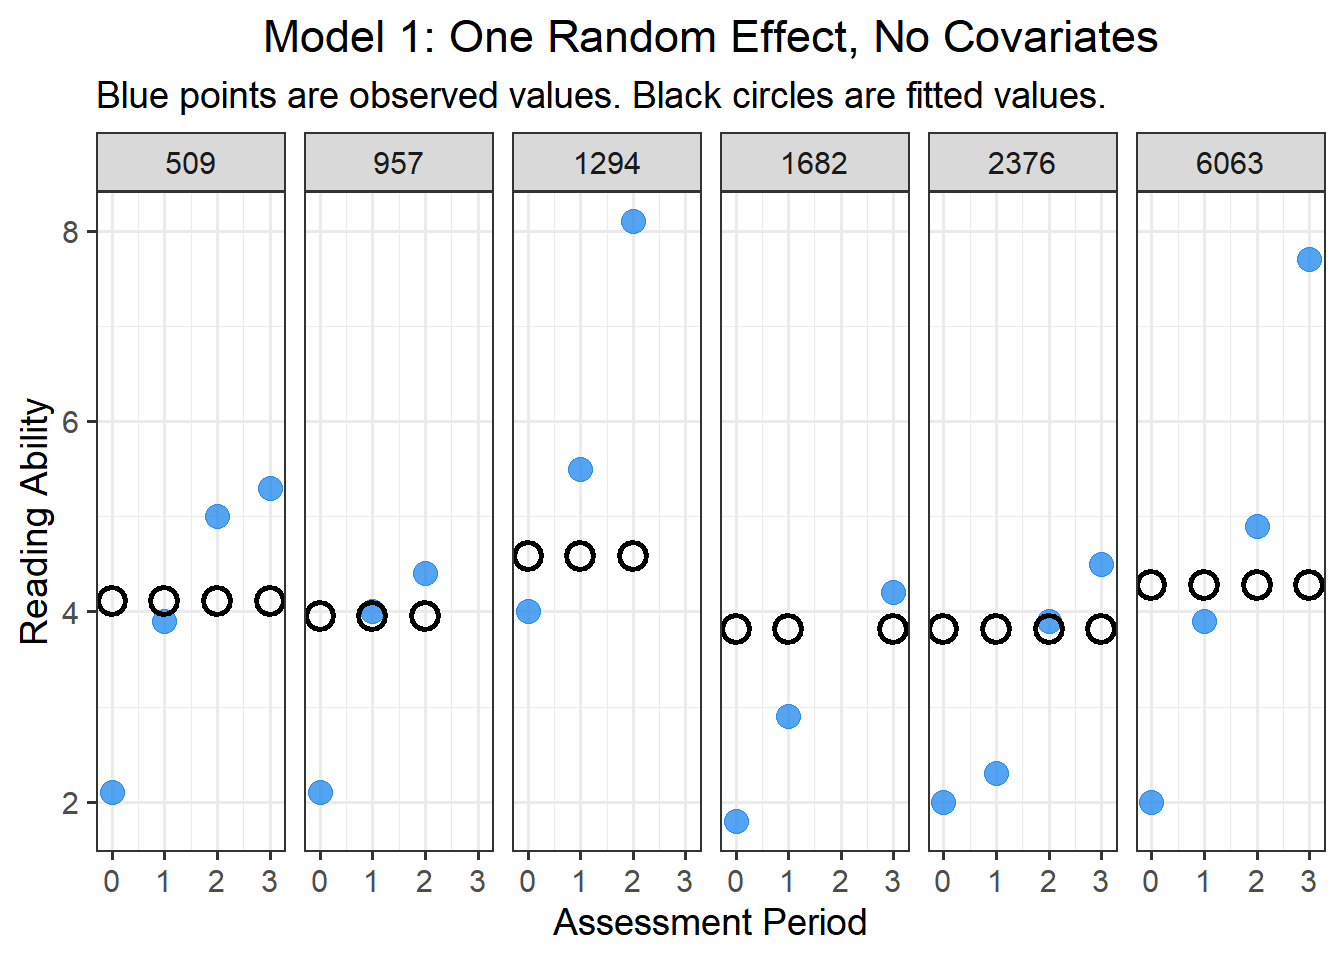 Model 1: One Random Effect, No Covariates
Blue points are observed values. Black circles are fitted values.
509 957 1294 1682 2376 6063
8
6
4
2
Reading Ability
0 1 2 3 0 1 2 3 0 1 2 3 0 1 2 3 0 1 2 3 0 1 2 3
Assessment Period